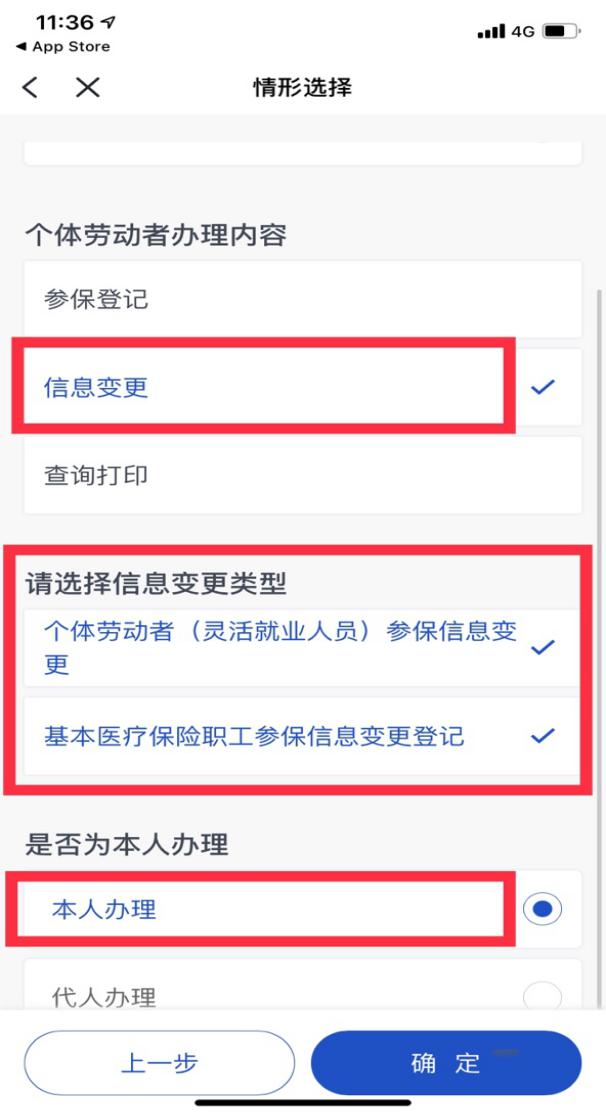 11:36
4G
App Store
情形选择
个体劳动者办理内容
参保登记
信息变更
查询打印
请选择信息变更类型
个体劳动者（灵活就业人员）参保信息变
更
基本医疗保险职工参保信息变更登记
是否为本人办理
本人办理
代人办理
上一步
确 定